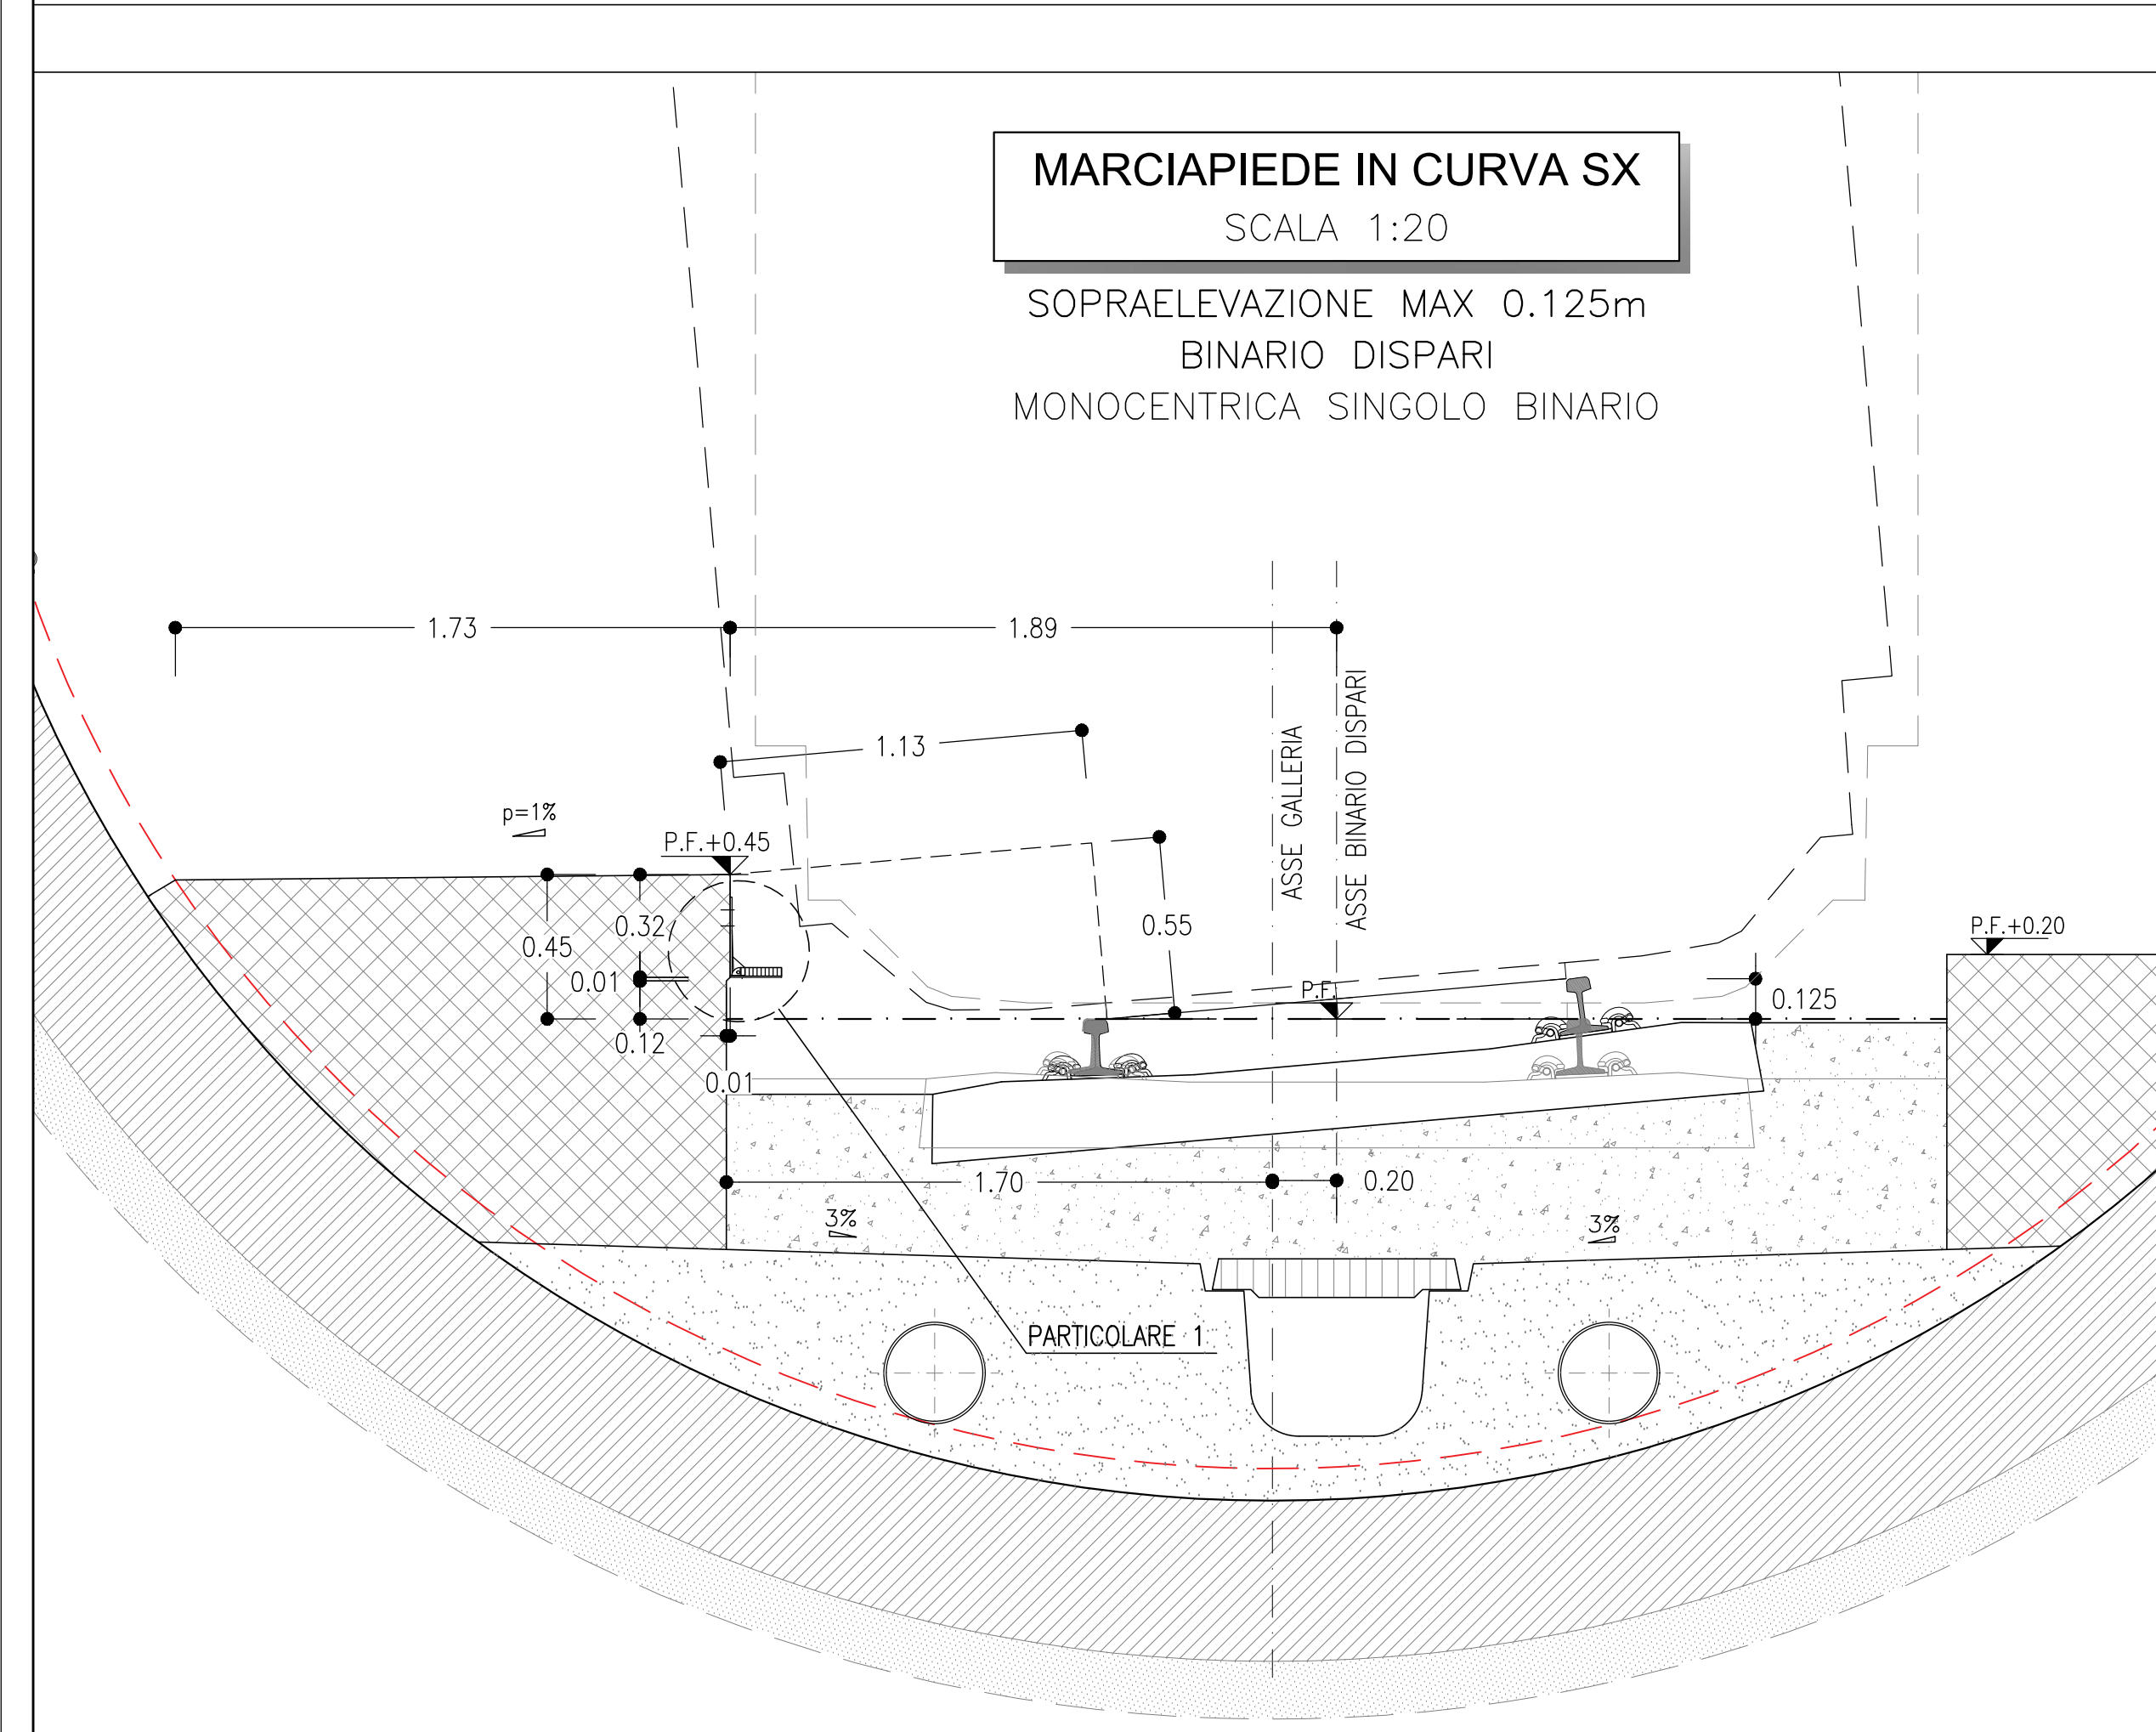 MARCIAPIEDE IN CURVA SX
SCALA 1:20
SOPRAELEVAZIONE MAX 0.125m
BINARIO DISPARI
MONOCENTRICA SINGOLO BINARIO
1.73
1.89
ASSE GALLERIA
ASSE BINARIO DISPARI
1.13
p=1%
P.F.+0.45
0.32
0.45
0.01
0.12
0.01
0.55
P.F.
P.F.+0.20
0.125
1.70
0.20
3%
3%
PARTICOLARE 1